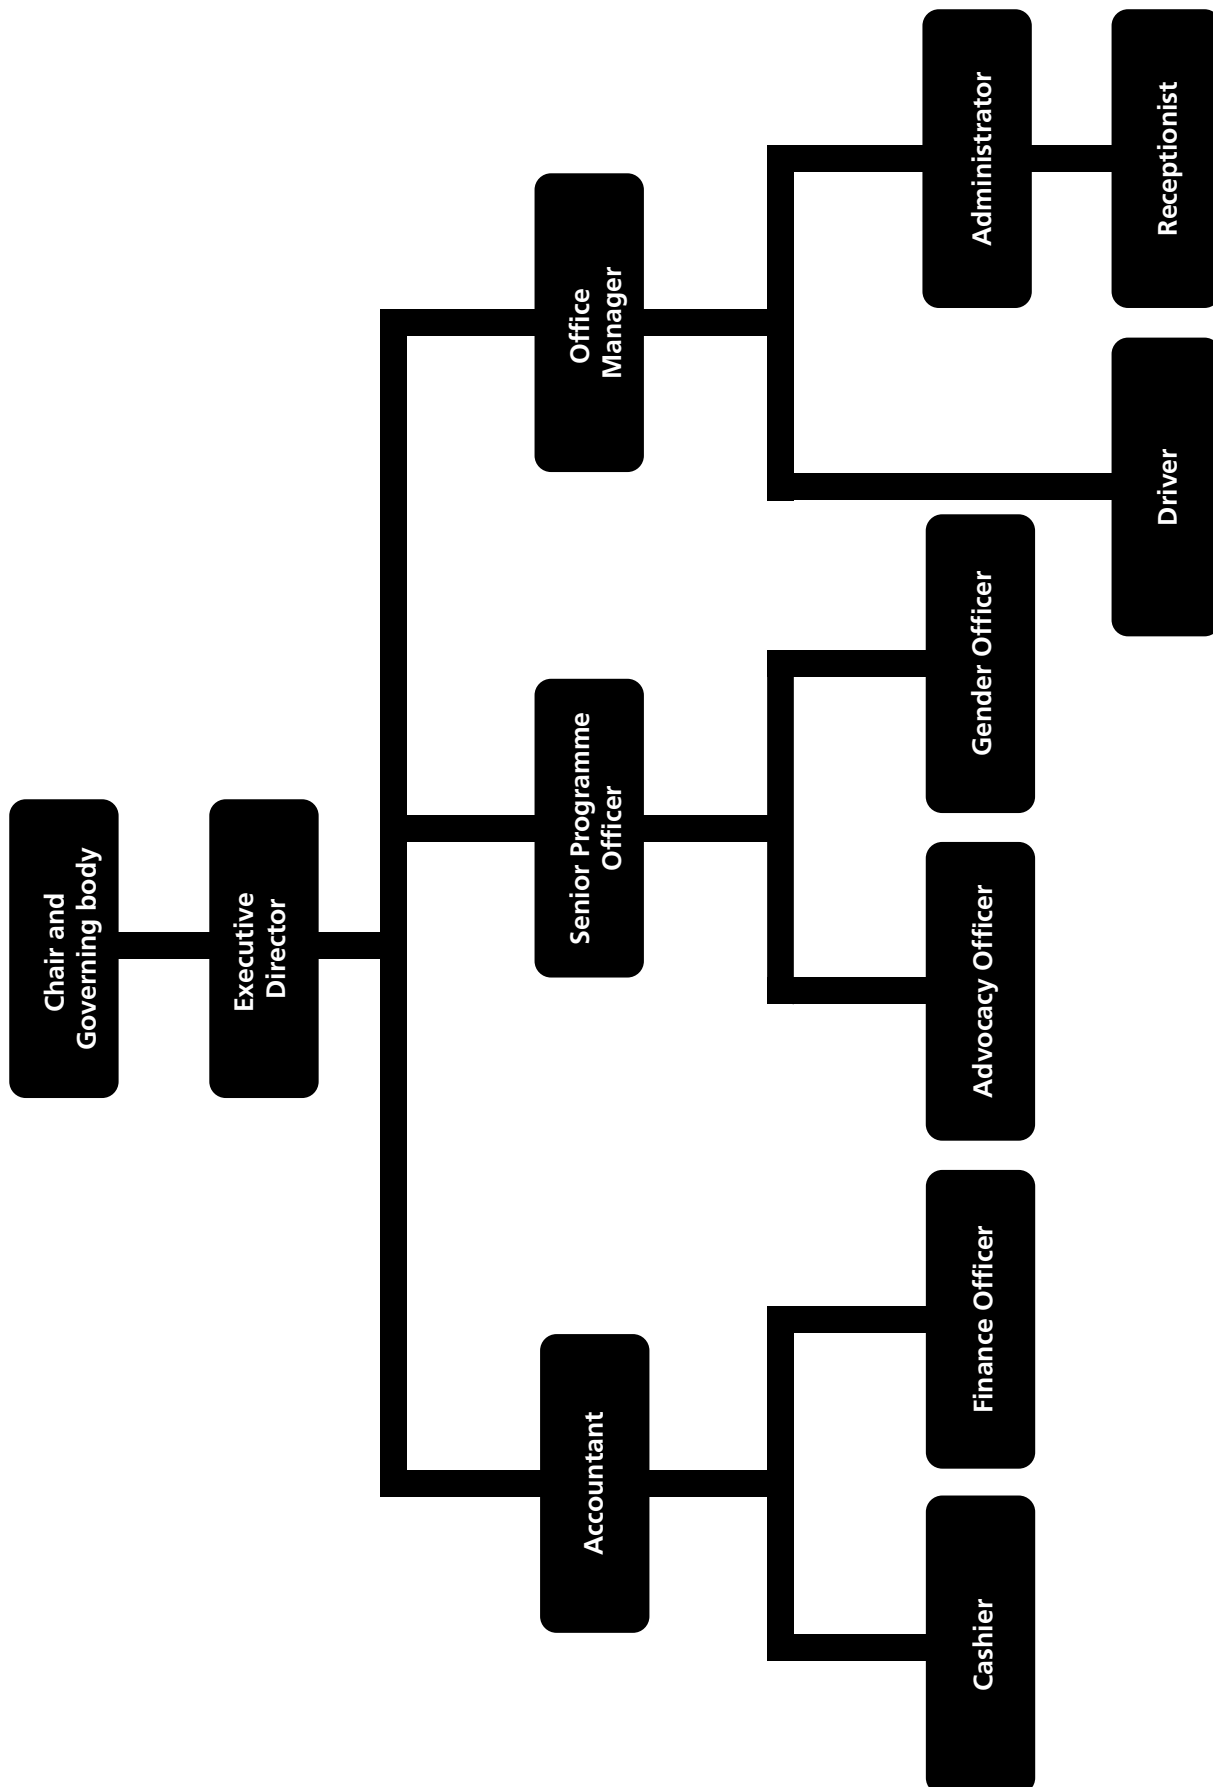 Chair and
Governing body
Executive
Director
Accountant
Senior Programme
Officer
Office
Manager
Cashier
Finance Officer
Advocacy Officer
Gender Officer
Administrator
Driver
Receptionist